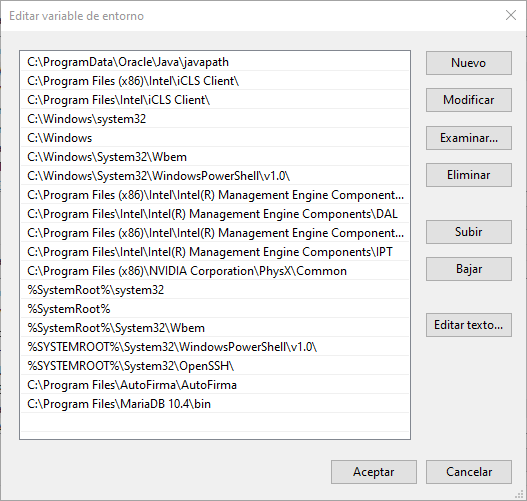 Editar variable de entorno
C:\ProgramData\Oracle\Java\javapath
C:\Program Files (x86)\Intel\iCLS Client\
C:\Program Files\Intel\iCLS Client\
C:\Windows\system32
C:\Windows
C:\Windows\System32\Wbem
C:\Windows\System32\WindowsPowerShell\v1.0\
C:\Program Files (x86)\Intel\Intel(R) Management Engine Component...
C:\Program Files\Intel\Intel(R) Management Engine Components\DAL
C:\Program Files (x86)\Intel\Intel(R) Management Engine Component...
C:\Program Files\Intel\Intel(R) Management Engine Components\IPT
C:\Program Files (x86)\NVIDIA Corporation\PhysX\Common
%SystemRoot%\system32
%SystemRoot%
%SystemRoot%\System32\Wbem
%SYSTEMROOT%\System32\WindowsPowerShell\v1.0\
%SYSTEMROOT%\System32\OpenSSH\
C:\Program Files\AutoFirma\AutoFirma
C:\Program Files\MariaDB 10.4\bin
Nuevo
Modificar
Examinar...
Eliminar
Subir
Bajar
Editar texto...
Aceptar
Cancelar